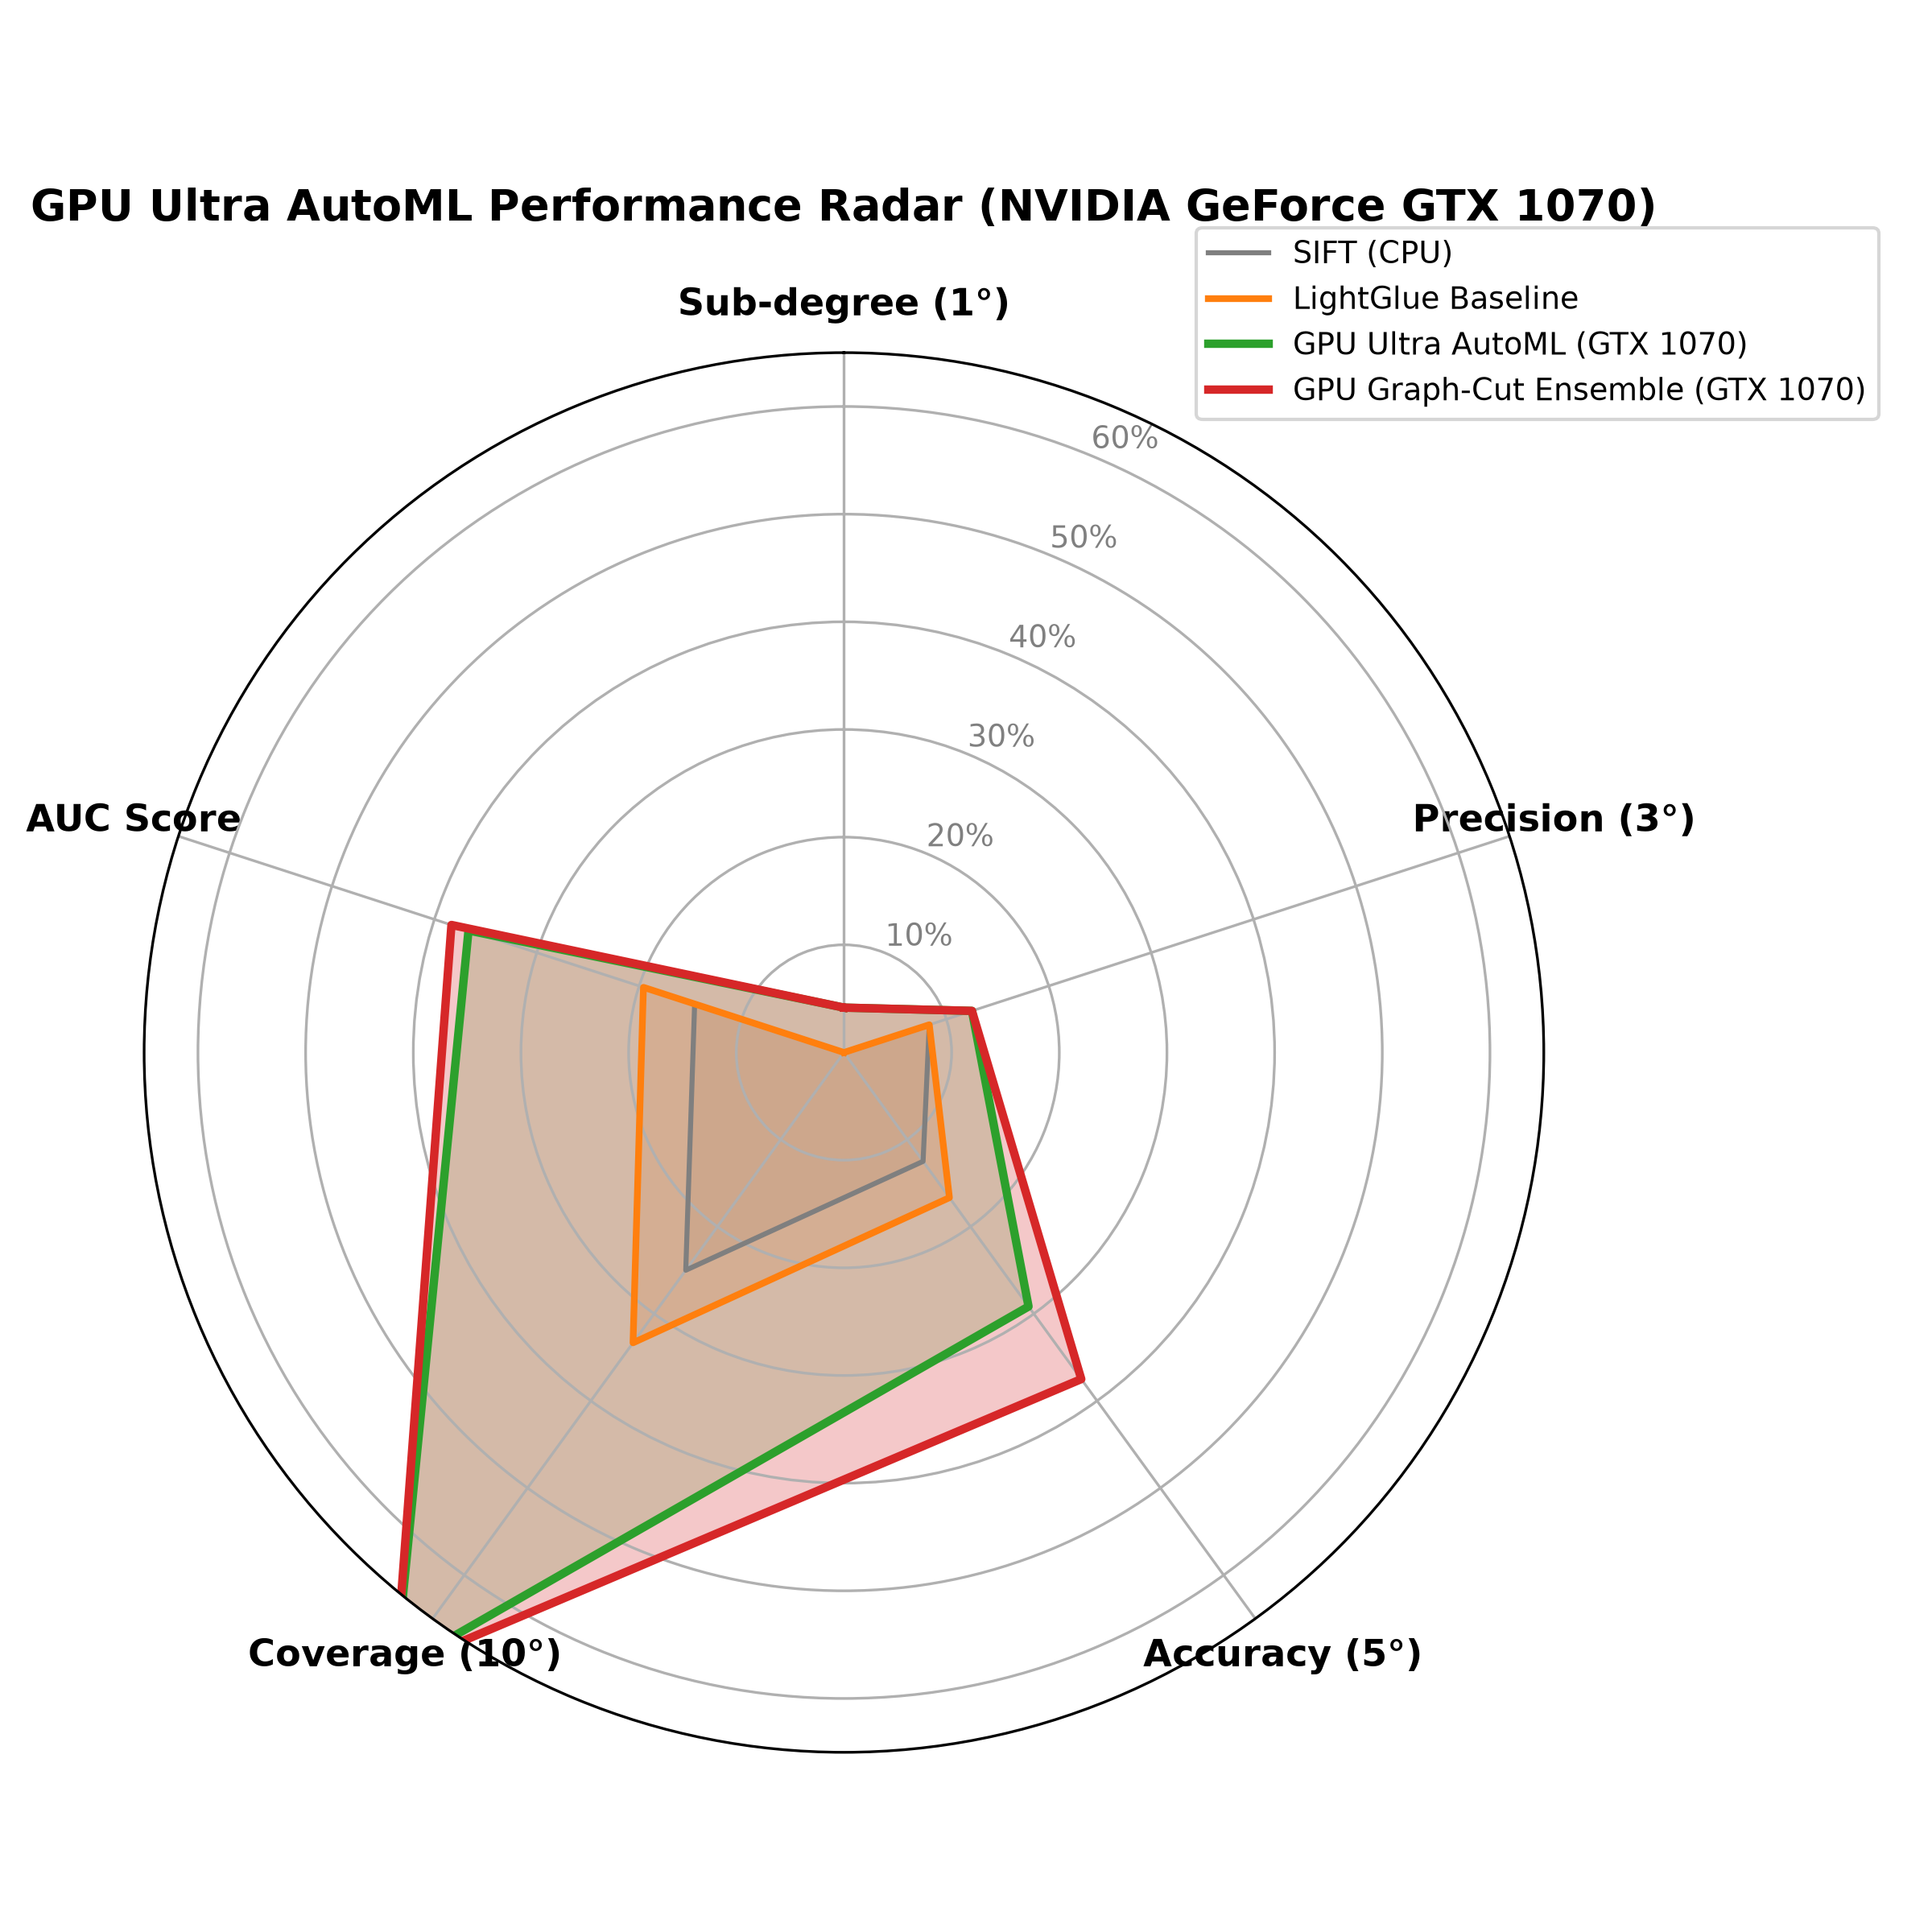 GPU Ultra AutoML Performance Radar (NVIDIA GeForce GTX 1070)
SIFT (CPU)
LightGlue Baseline
GPU Ultra AutoML (GTX 1070)
GPU Graph-Cut Ensemble (GTX 1070)
Sub-degree (1°)
60%
50%
40%
30%
20%
10%
AUC Score
Precision (3°)
Coverage (10°)
Accuracy (5°)